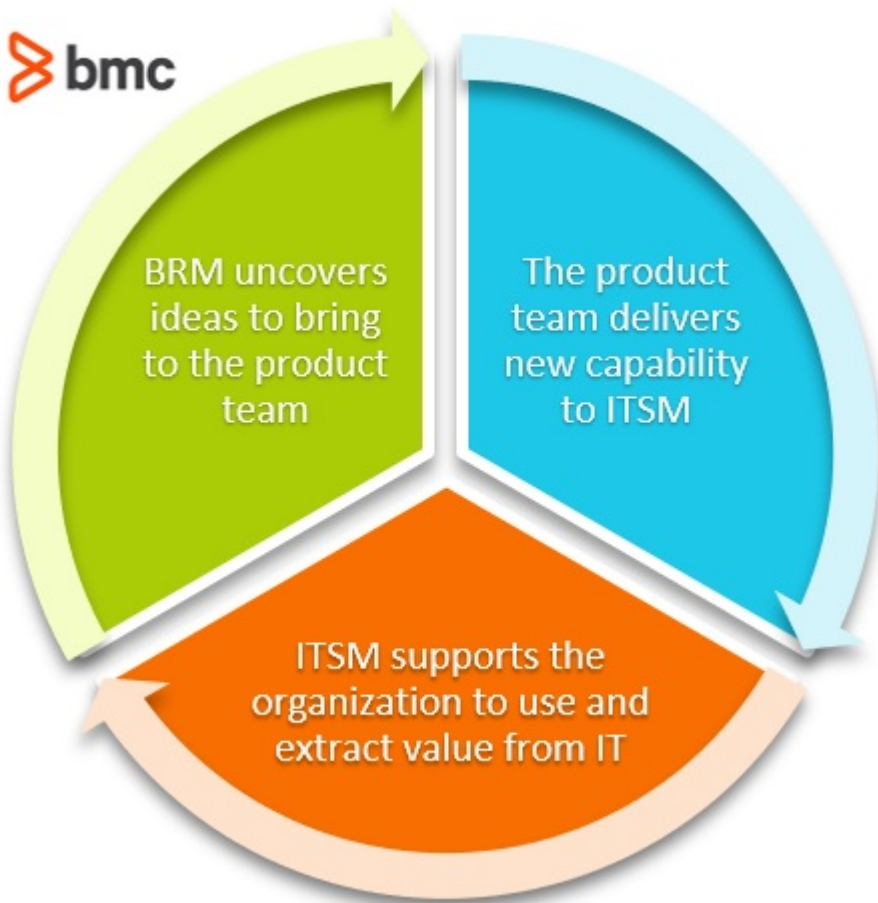 bmc
BRM uncovers
ideas to bring
to the product
team
The product
team delivers
new capability
to ITSM
ITSM supports the
organization to use and
extract value from IT